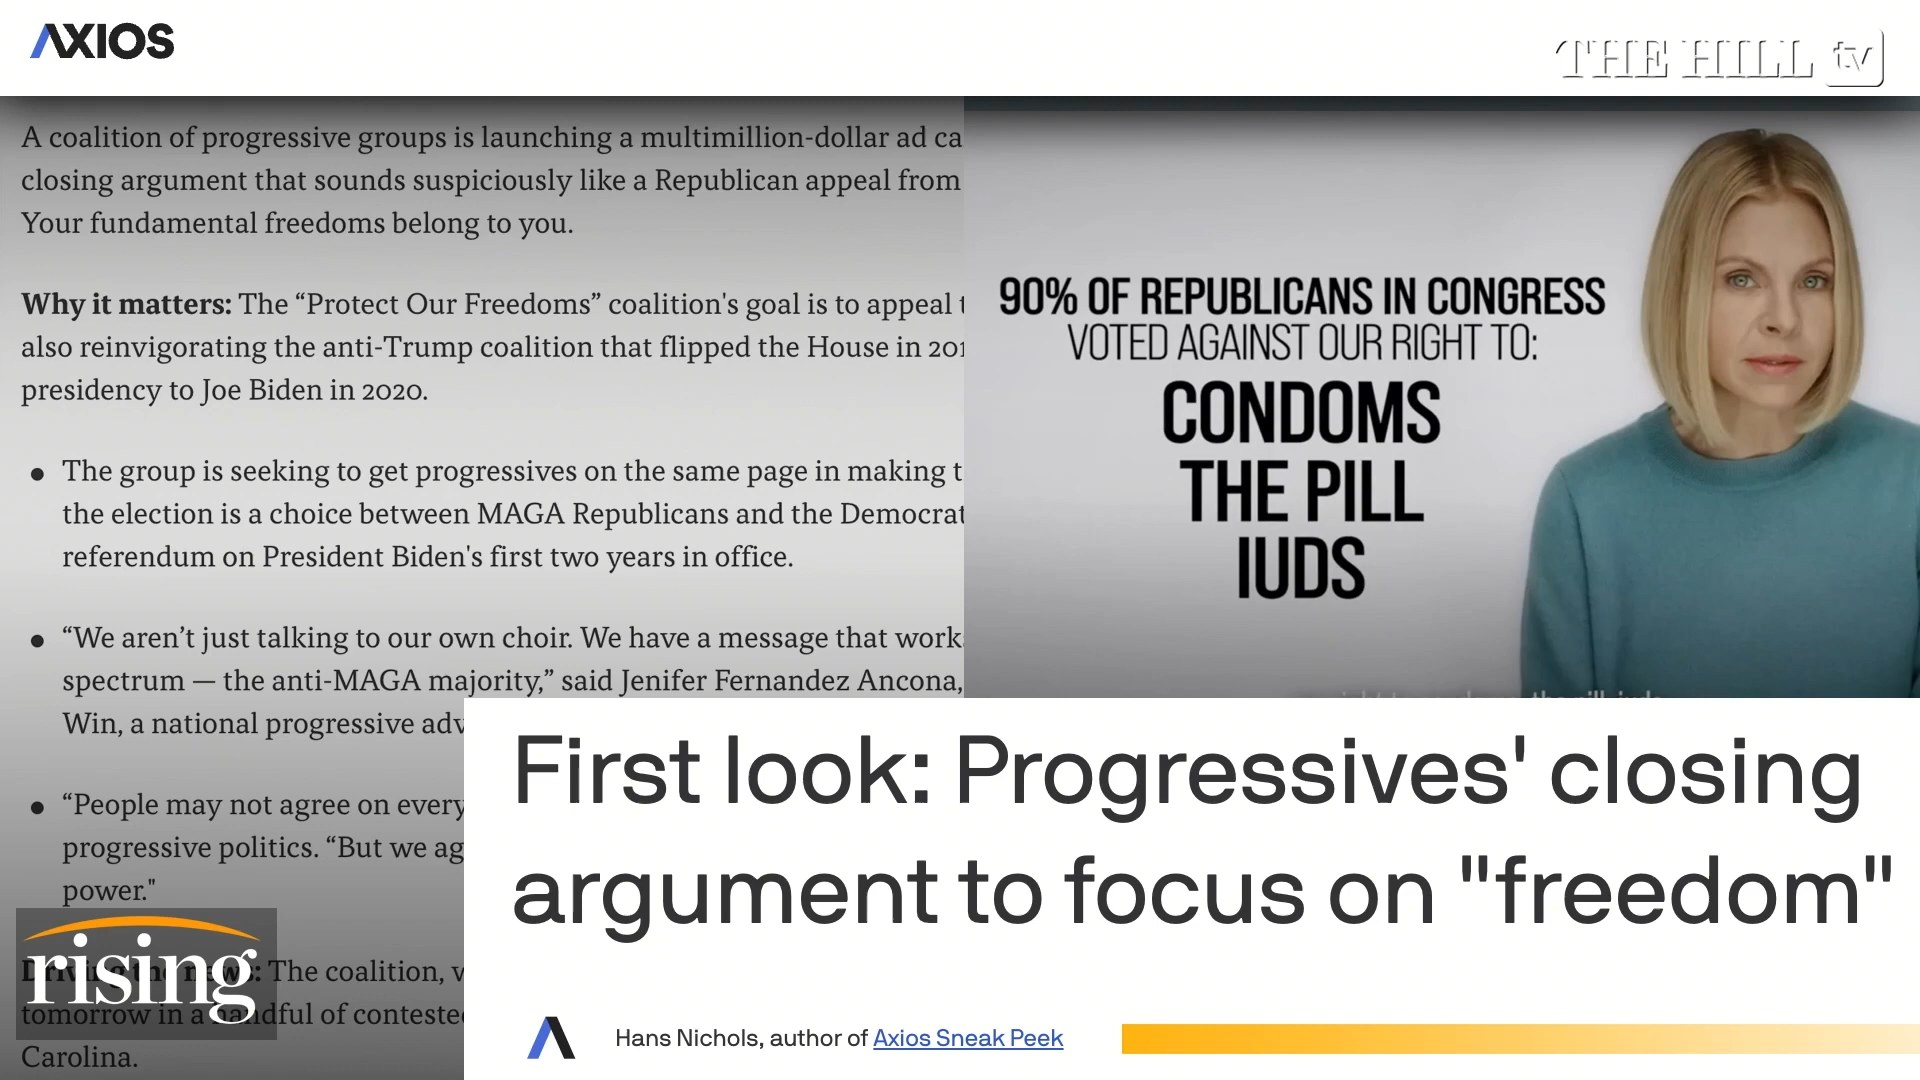 AXIOS
THE HILL tv
A coalition of progressive groups is launching a multimillion-dollar ad ca
closing argument that sounds suspiciously like a Republican appeal from
Your fundamental freedoms belong to you.
Why it matters: The “Protect Our Freedoms” coalition's goal is to appeal t
also reinvigorating the anti-Trump coalition that flipped the House in 201
presidency to Joe Biden in 2020.
• The group is seeking to get progressives on the same page in making t
the election is a choice between MAGA Republicans and the Democrat
referendum on President Biden's first two years in office.
• “We aren’t just talking to our own choir. We have a message that work
spectrum — the anti-MAGA majority,” said Jenifer Fernandez Ancona,
Win, a national progressive adv
• “People may not agree on every
progressive politics. “But we ag
power."
Driving the news: The coalition, w
tomorrow in a handful of conteste
Carolina.
rising
90% OF REPUBLICANS IN CONGRESS
VOTED AGAINST OUR RIGHT TO:
CONDOMS
THE PILL
IUDS
First look: Progressives' closing
argument to focus on "freedom"
Hans Nichols, author of Axios Sneak Peek